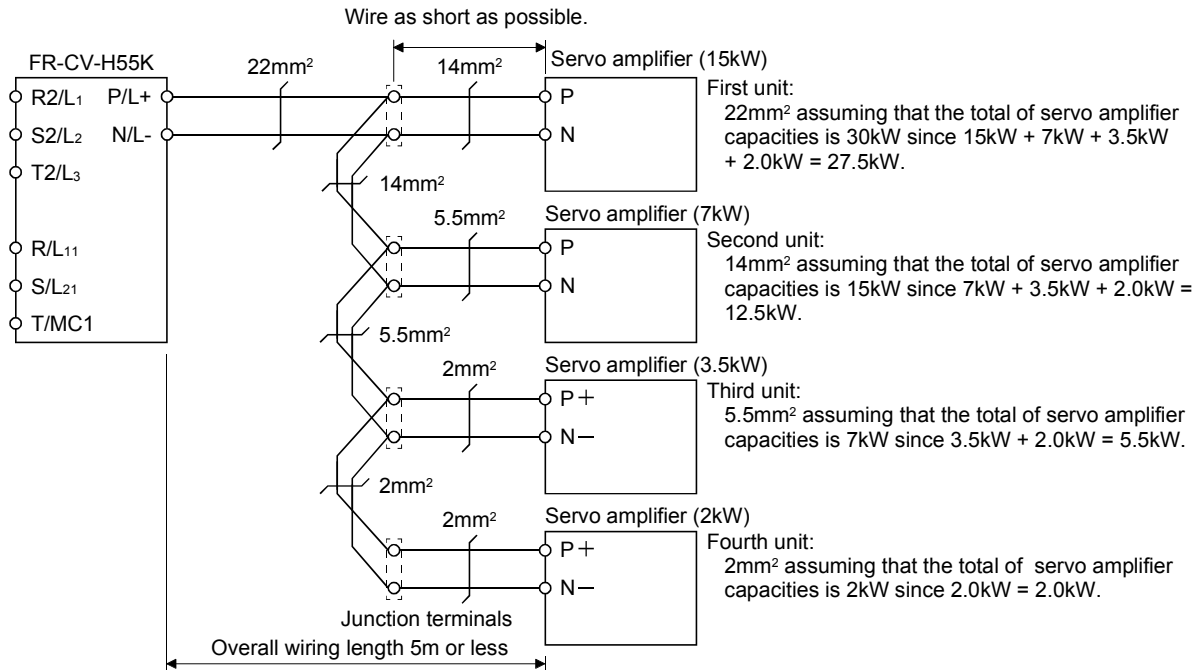 Wire as short as possible.
FR-CV-H55K
R2/L1 P/L+
S2/L2 N/L-
T2/L3
R/L11
S/L21
T/MC1
22mm²
14mm²
Servo amplifier (15kW)
P
N
First unit:
22mm² assuming that the total of servo amplifier
capacities is 30kW since 15kW + 7kW + 3.5kW
+ 2.0kW = 27.5kW.
14mm²
5.5mm²
Servo amplifier (7kW)
P
N
Second unit:
14mm² assuming that the total of servo amplifier
capacities is 15kW since 7kW + 3.5kW + 2.0kW =
12.5kW.
5.5mm²
2mm²
Servo amplifier (3.5kW)
P+
N−
Third unit:
5.5mm² assuming that the total of servo amplifier
capacities is 7kW since 3.5kW + 2.0kW = 5.5kW.
2mm²
2mm²
Servo amplifier (2kW)
P+
N−
Fourth unit:
2mm² assuming that the total of servo amplifier
capacities is 2kW since 2.0kW = 2.0kW.
Junction terminals
Overall wiring length 5m or less